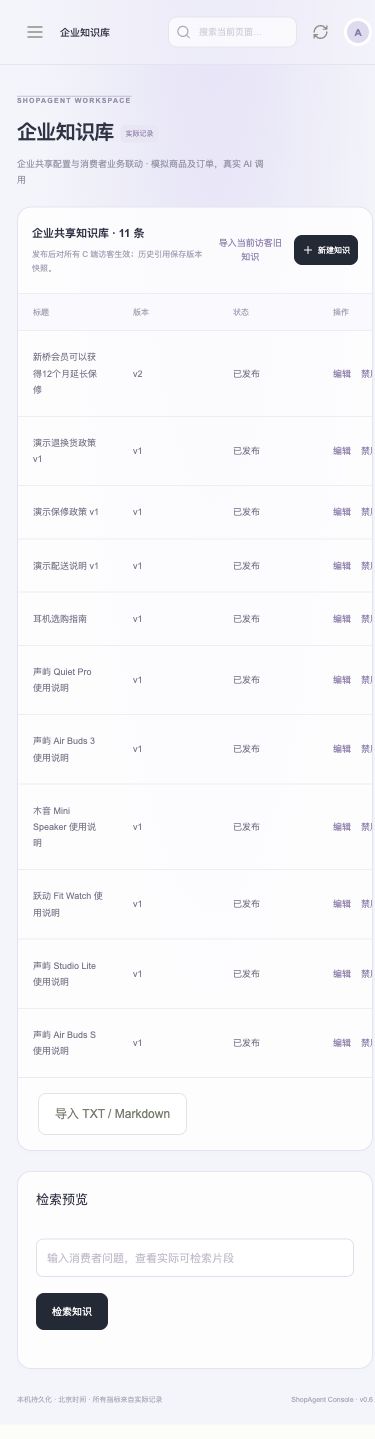 企业知识库
搜索当前页面...
A
SHOPAGENT WORKSPACE
企业知识库 实际记录
企业共享配置与消费者业务联动 · 模拟商品及订单，真实 AI 调
用
企业共享知识库 · 11 条
发布后对所有 C 端访客生效；历史引用保存版本
快照。
导入当前访客旧
知识
新建知识
标题 版本 状态 操作
新桥会员可以获
得12个月延长保
修
v2 已发布 编辑
演示退换货政策
v1
v1 已发布 编辑
演示保修政策 v1 v1 已发布 编辑
演示配送说明 v1 v1 已发布 编辑
耳机选购指南 v1 已发布 编辑
声屿 Quiet Pro
使用说明
v1 已发布 编辑
声屿 Air Buds 3
使用说明
v1 已发布 编辑
木音 Mini
Speaker 使用说
明
v1 已发布 编辑
跃动 Fit Watch 使
用说明
v1 已发布 编辑
声屿 Studio Lite
使用说明
v1 已发布 编辑
声屿 Air Buds S
使用说明
v1 已发布 编辑
导入 TXT / Markdown
检索预览
输入消费者问题，查看实际可检索片段
检索知识
本机持久化 · 北京时间 · 所有指标来自实际记录 ShopAgent Console · v0.6